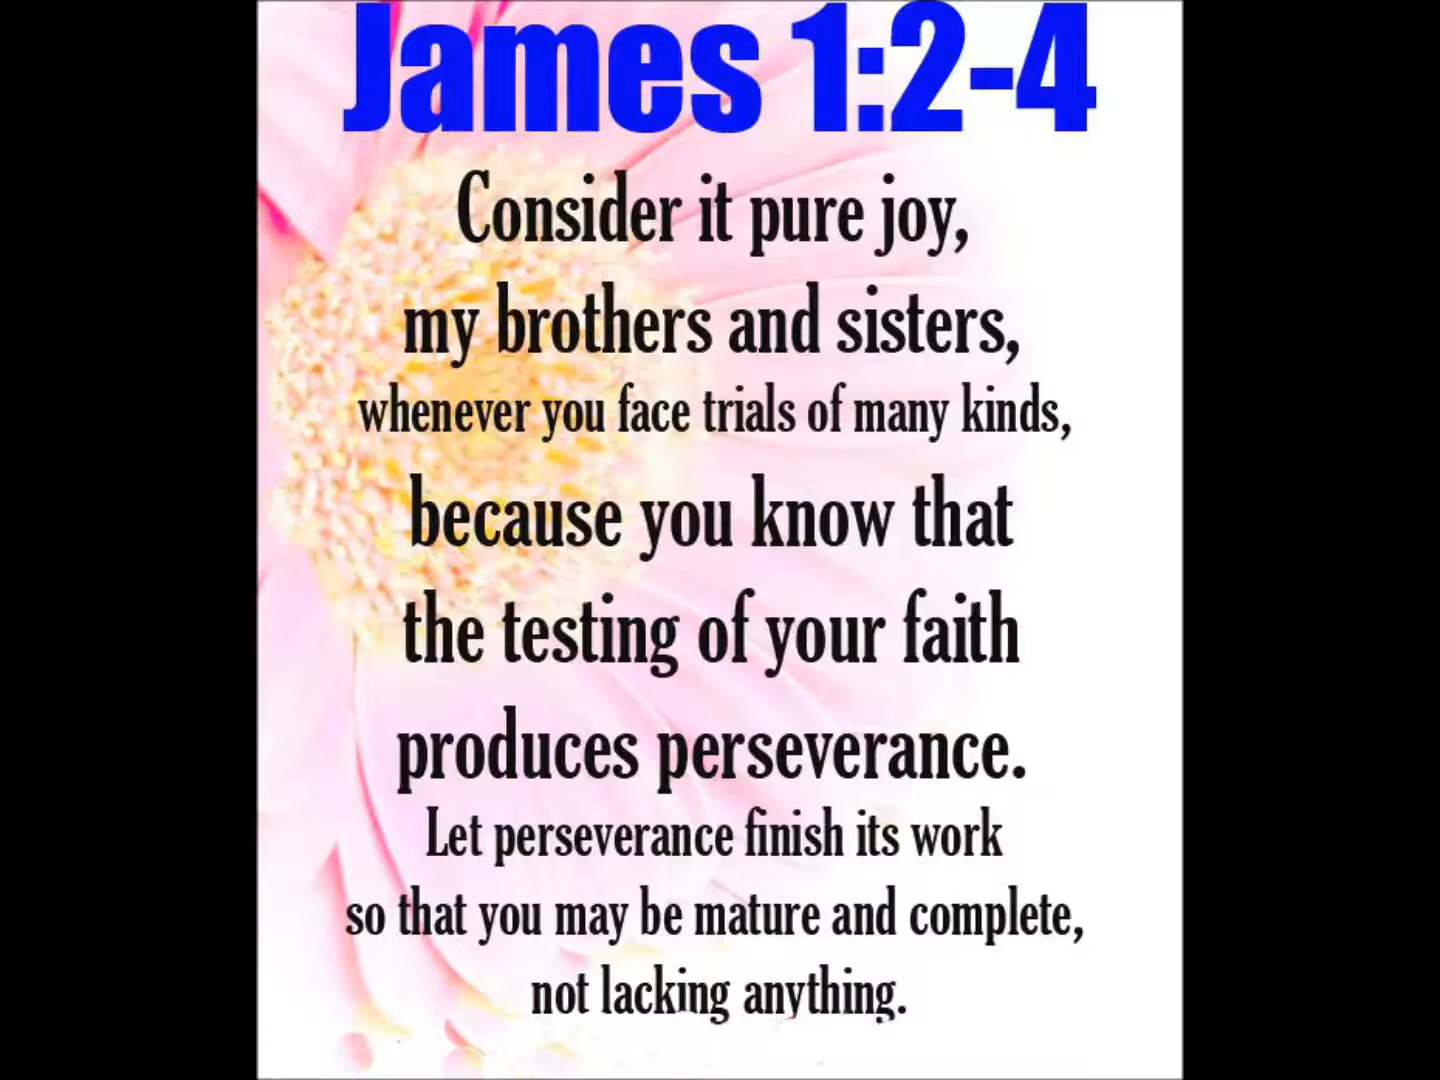 James 1:2-4
Consider it pure joy,
my brothers and sisters,
whenever you face trials of many kinds,
because you know that
the testing of your faith
produces perseverance.
Let perseverance finish its work
so that you may be mature and complete,
not lacking anything.